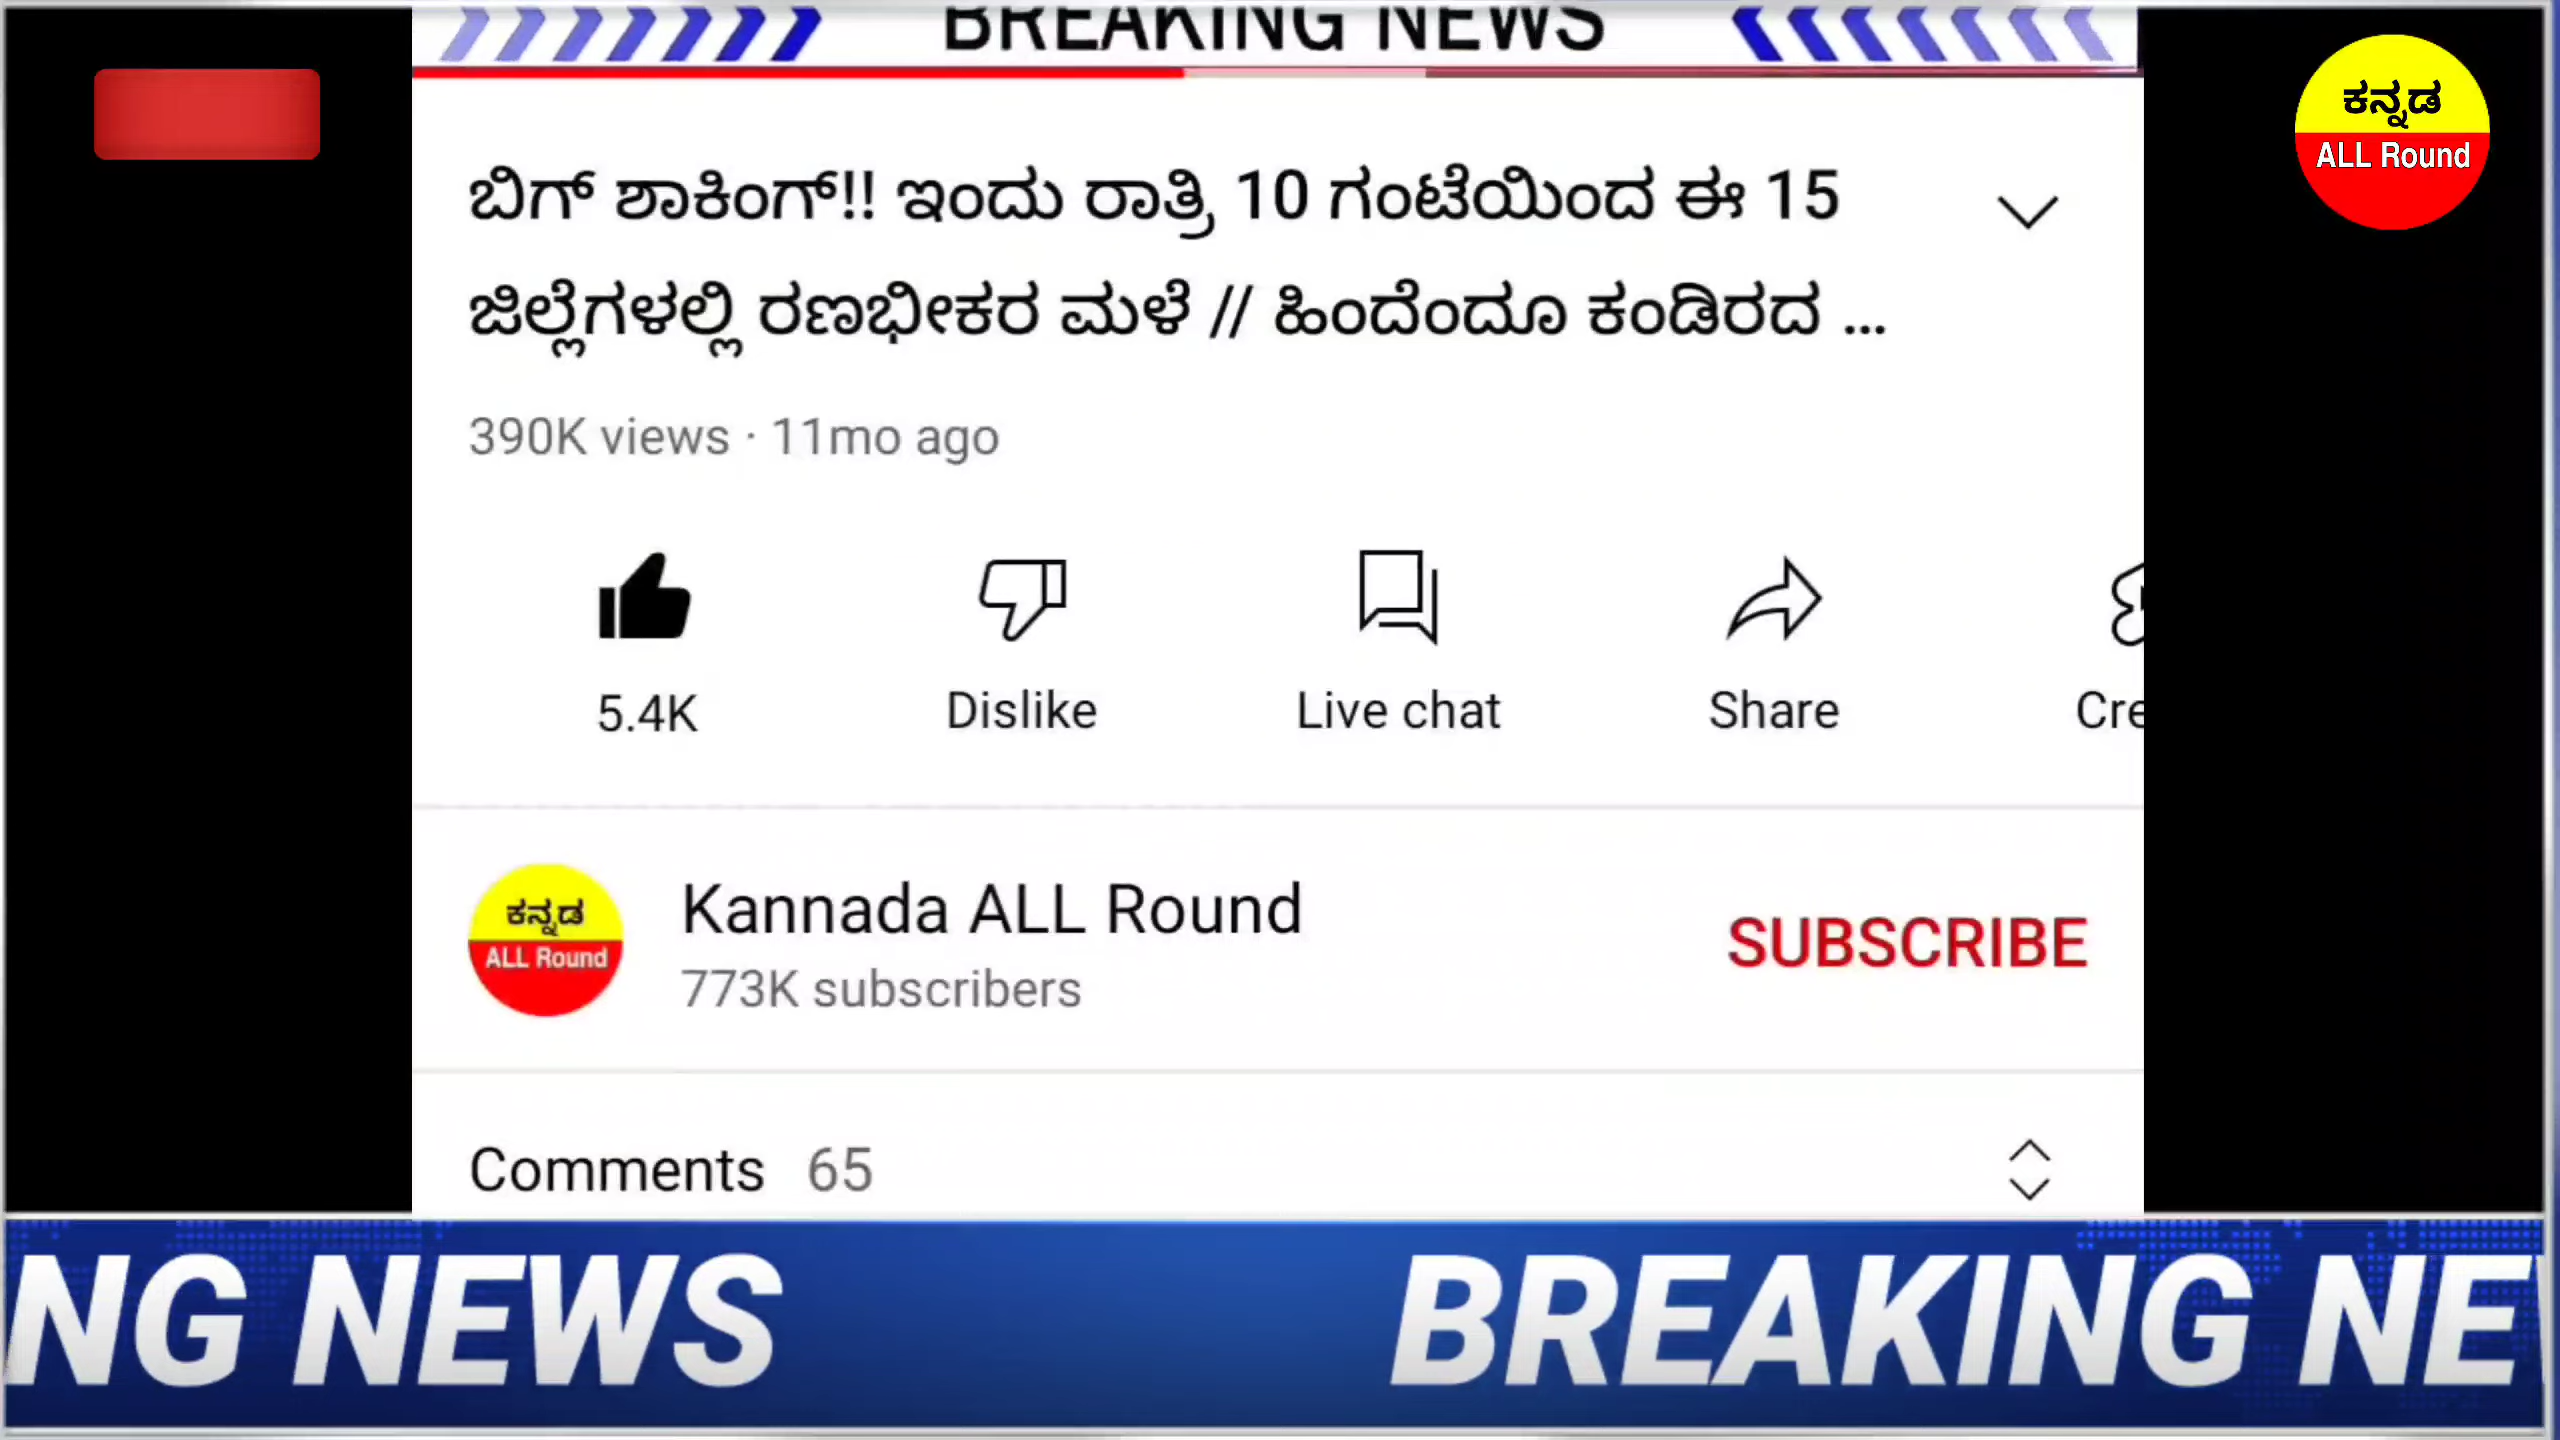 BREAKING NEWS
ಕನ್ನಡ
ALL Round
ಬಿಗ್ ಶಾಕಿಂಗ್!! ಇಂದು ರಾತ್ರಿ 10 ಗಂಟೆಯಿಂದ ಈ 15
ಜಿಲ್ಲೆಗಳಲ್ಲಿ ರಣಭೀಕರ ಮಳೆ // ಹಿಂದೆಂದೂ ಕಂಡಿರದ ...
390K views · 11mo ago
5.4K Dislike Live chat Share Cre
ಕನ್ನಡ
ALL Round
Kannada ALL Round
773K subscribers
SUBSCRIBE
Comments 65
NG NEWS BREAKING NE